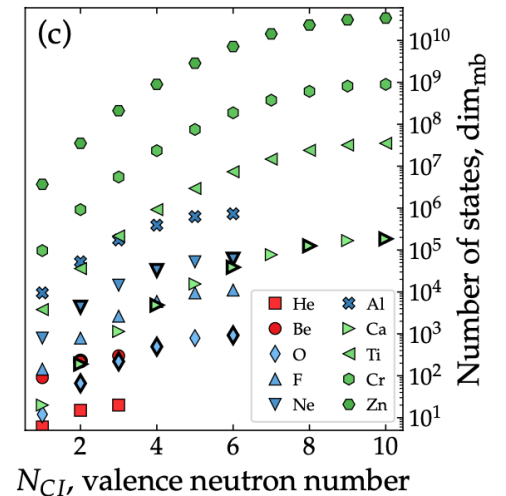 (c)
10^10
10^9
10^8
10^7
10^6
10^5
10^4
10^3
10^2
10^1
Number of states, dim_mb
He Al
Be Ca
O Ti
F Cr
Ne Zn
2 4 6 8 10
N_CI, valence neutron number